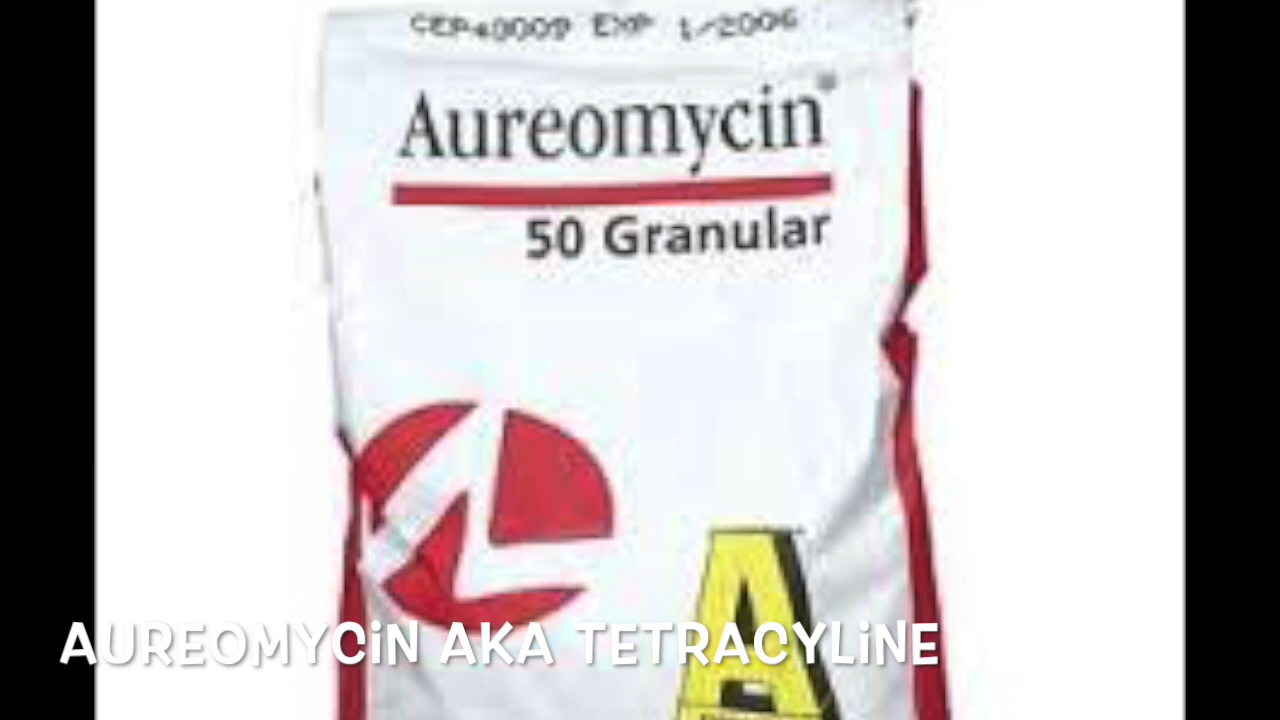 CEP40009 EXP 1/2006
Aureomycin®
50 Granular
A
AUREOMYCiN AKA TETRACYLiNE